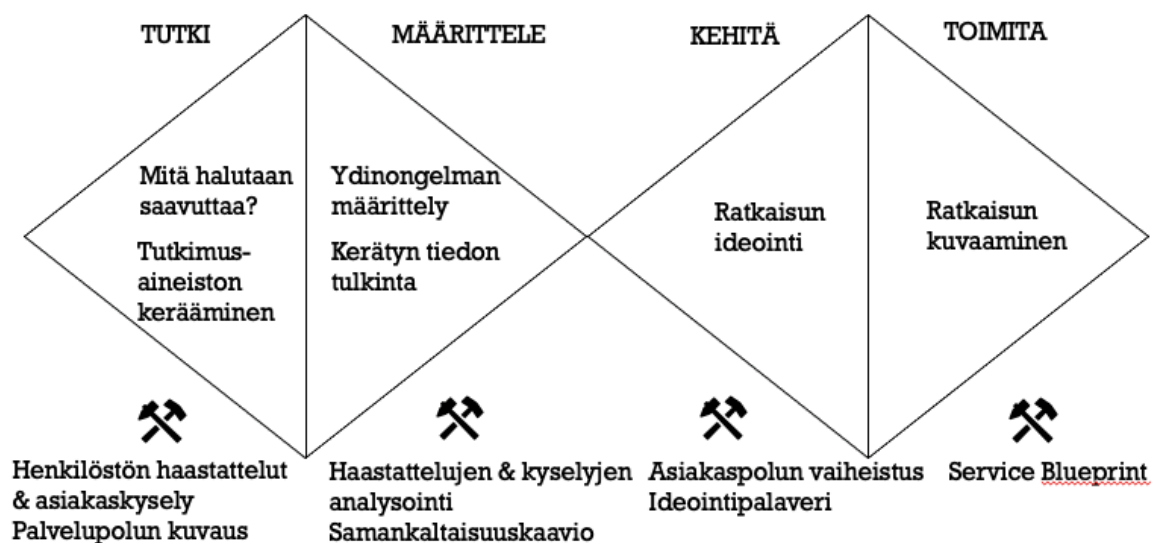 TUTKI
MÄÄRITTELE
KEHITÄ
TOIMITA
Mitä halutaan
saavuttaa?
Tutkimus-
aineiston
kerääminen
Ydinongelman
määrittely
Kerätyn tiedon
tulkinta
Ratkaisun
ideointi
Ratkaisun
kuvaaminen
Henkilöstön haastattelut
& asiakaskysely
Palvelupolun kuvaus
Haastattelujen & kyselyjen
analysointi
Samankaltaisuuskaavio
Asiakaspolun vaiheistus
Ideointipalaveri
Service Blueprint